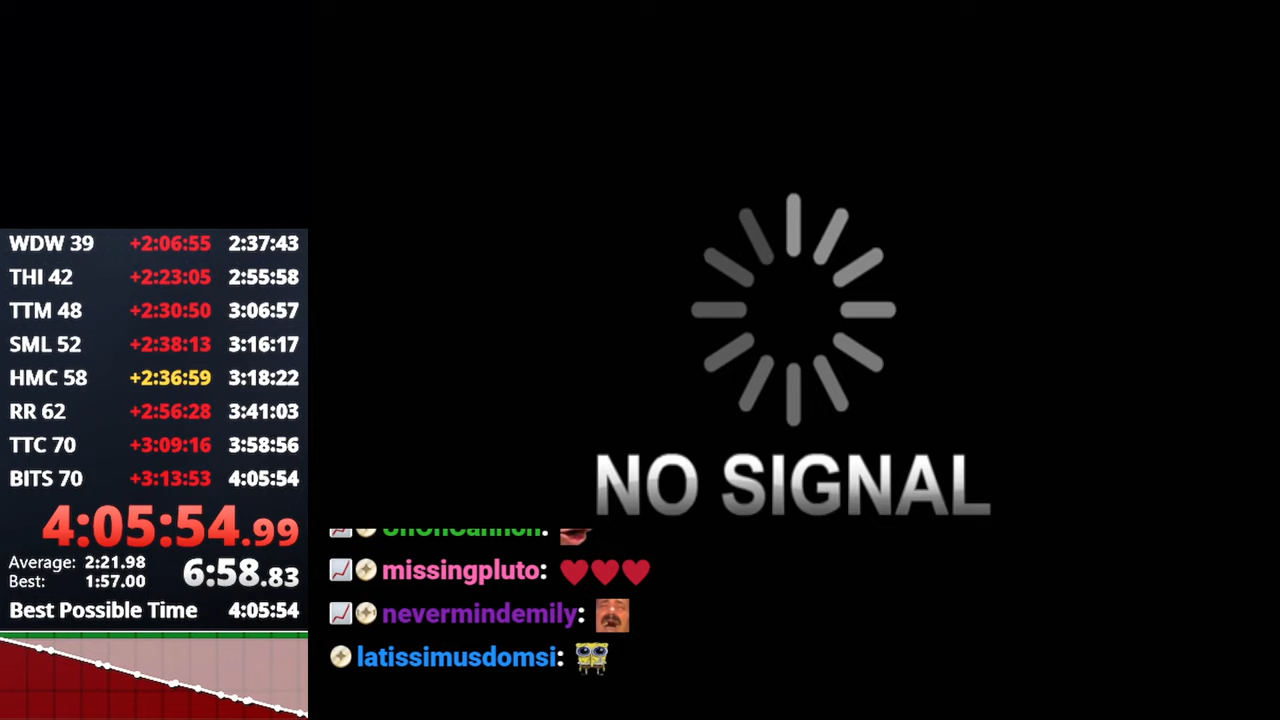 WDW 39 +2:06:55 2:37:43
THI 42 +2:23:05 2:55:58
TTM 48 +2:30:50 3:06:57
SML 52 +2:38:13 3:16:17
HMC 58 +2:36:59 3:18:22
RR 62 +2:56:28 3:41:03
TTC 70 +3:09:16 3:58:56
BITS 70 +3:13:53 4:05:54
4:05:54.99
Average: 2:21.98
Best: 1:57.00
6:58.83
Best Possible Time 4:05:54
NO SIGNAL
missingpluto:
nevermindemily:
latissimusdomsi: